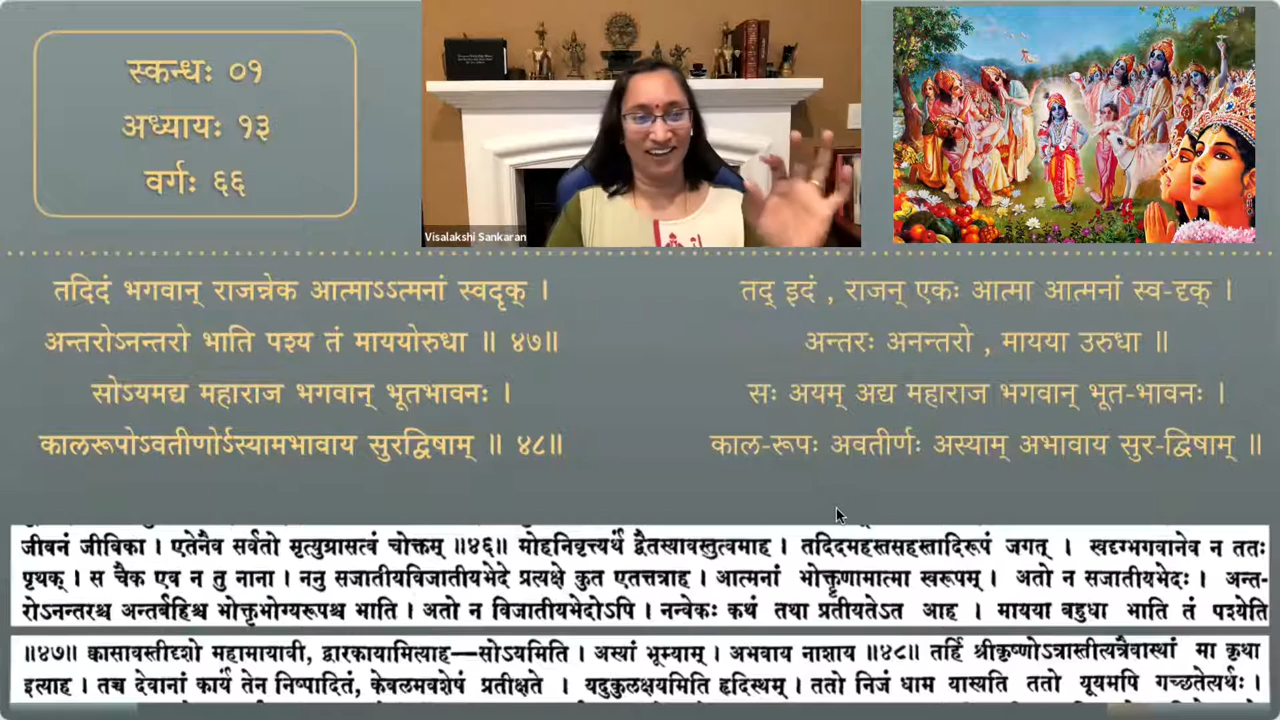 स्कन्धः ०१
अध्यायः १३
वर्गः ६६
Visalakshi Sankaran
तदिदं भगवान् राजन्नेक आत्माऽऽत्मनां स्वदृक् ।
अन्तरोऽनन्तरो भाति पश्य तं माययोरुधा ॥ ४७॥
सोऽयमद्य महाराज भगवान् भूतभावनः ।
कालरूपोऽवतीर्णोऽस्यामभावाय सुरद्विषाम् ॥ ४८॥
तद् इदं , राजन् एकः आत्मा आत्मनां स्व-दृक् ।
अन्तरः अनन्तरो , मायया उरुधा ॥
सः अयम् अद्य महाराज भगवान् भूत-भावनः ।
काल-रूपः अवतीर्णः अस्याम् अभावाय सुर-द्विषाम् ॥
जीवनं जीविका । एतेनैव सर्वतो मृत्युग्रासत्वं चोक्तम् ॥४६॥ मोहनिवृत्त्यर्थं द्वैतस्यावस्तुत्वमाह । तदिदमहस्तसहस्तादिरूपं जगत् । स्वदृग्भगवानेव न ततः
पृथक् । स चैक एव न तु नाना । ननु सजातीयविजातीयभेदे प्रत्यक्षे कुत एतत्तत्राह । आत्मनां भोक्तॄणामात्मा स्वरूपम् । अतो न सजातीयभेदः । अन्त-
रोऽनन्तरश्च अन्तर्बहिश्च भोक्तृभोग्यरूपश्च भाति । अतो न विजातीयभेदोऽपि । नन्वेकः कथं तथा प्रतीयतेऽत आह । मायया बहुधा भाति तं पश्येति
॥४७॥ क्वासावस्तीदृशो महामायावी, द्वारकायामित्याह—सोऽयमिति । अस्यां भूम्याम् । अभवाय नाशाय ॥४८॥ तर्हि श्रीकृष्णोऽत्रास्तीत्यत्रैवास्थां मा कृथा
इत्याह । तच्च देवानां कार्यं तेन निष्पादितं, केवलमवशेषं प्रतीक्षते । यदुकुलक्षयमिति हृदिस्थम् । ततो निजं धाम यास्यति ततो यूयमपि गच्छतेत्यर्थः ।